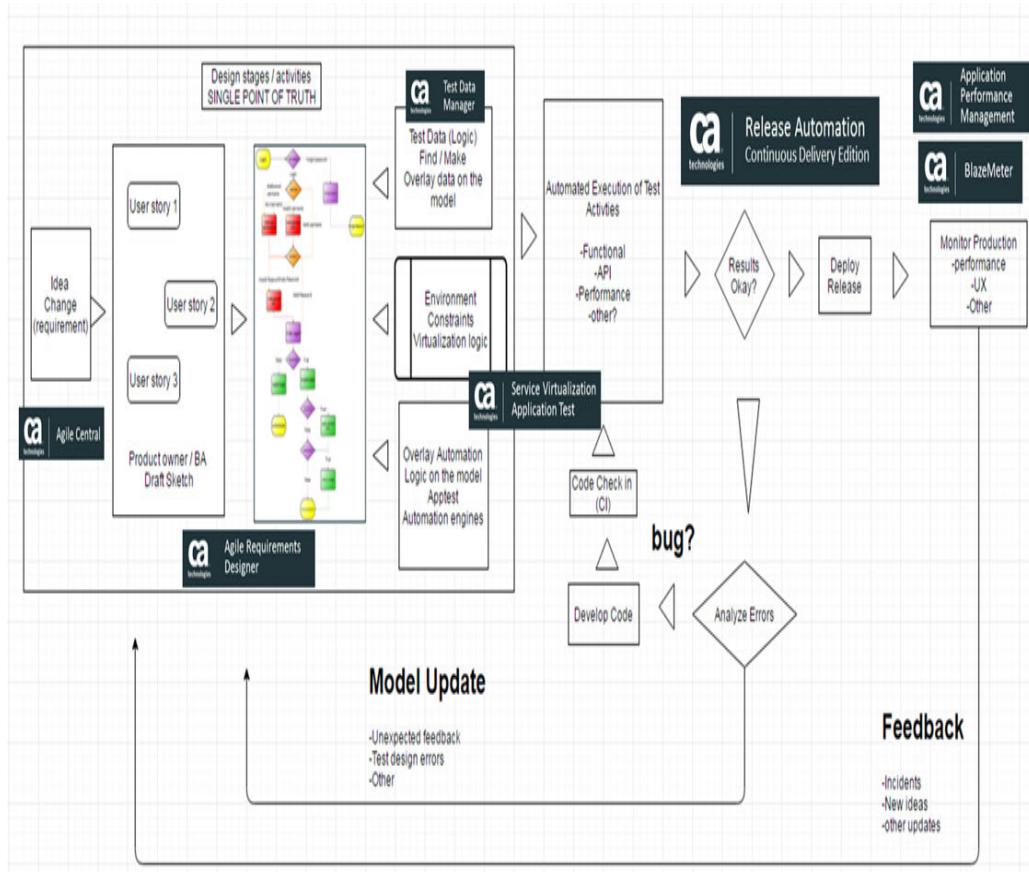 Design stages / activities
SINGLE POINT OF TRUTH
ca
technologies
Test Data
Manager
Test Data (Logic)
Find / Make
Overlay data on the
model
User story 1
User story 2
User story 3
Product owner / BA
Draft Sketch
Idea
Change
(requirement)
ca
technologies
Agile Central
ca
technologies
Agile Requirements
Designer
Environment
Constraints
Virtualization logic
Overlay Automation
Logic on the model
Apptest
Automation engines
ca
technologies
Service Virtualization
Application Test
Automated Execution of Test
Activties
-Functional
-API
-Performance
-other?
ca
technologies
Release Automation
Continuous Delivery Edition
Results
Okay?
Deploy
Release
ca
technologies
Application
Performance
Management
ca
technologies
BlazeMeter
Monitor Production
-performance
-UX
-Other
Code Check in
(CI)
bug?
Develop Code
Analyze Errors
Model Update
-Unexpected feedback
-Test design errors
-Other
Feedback
-Incidents
-New ideas
-other updates